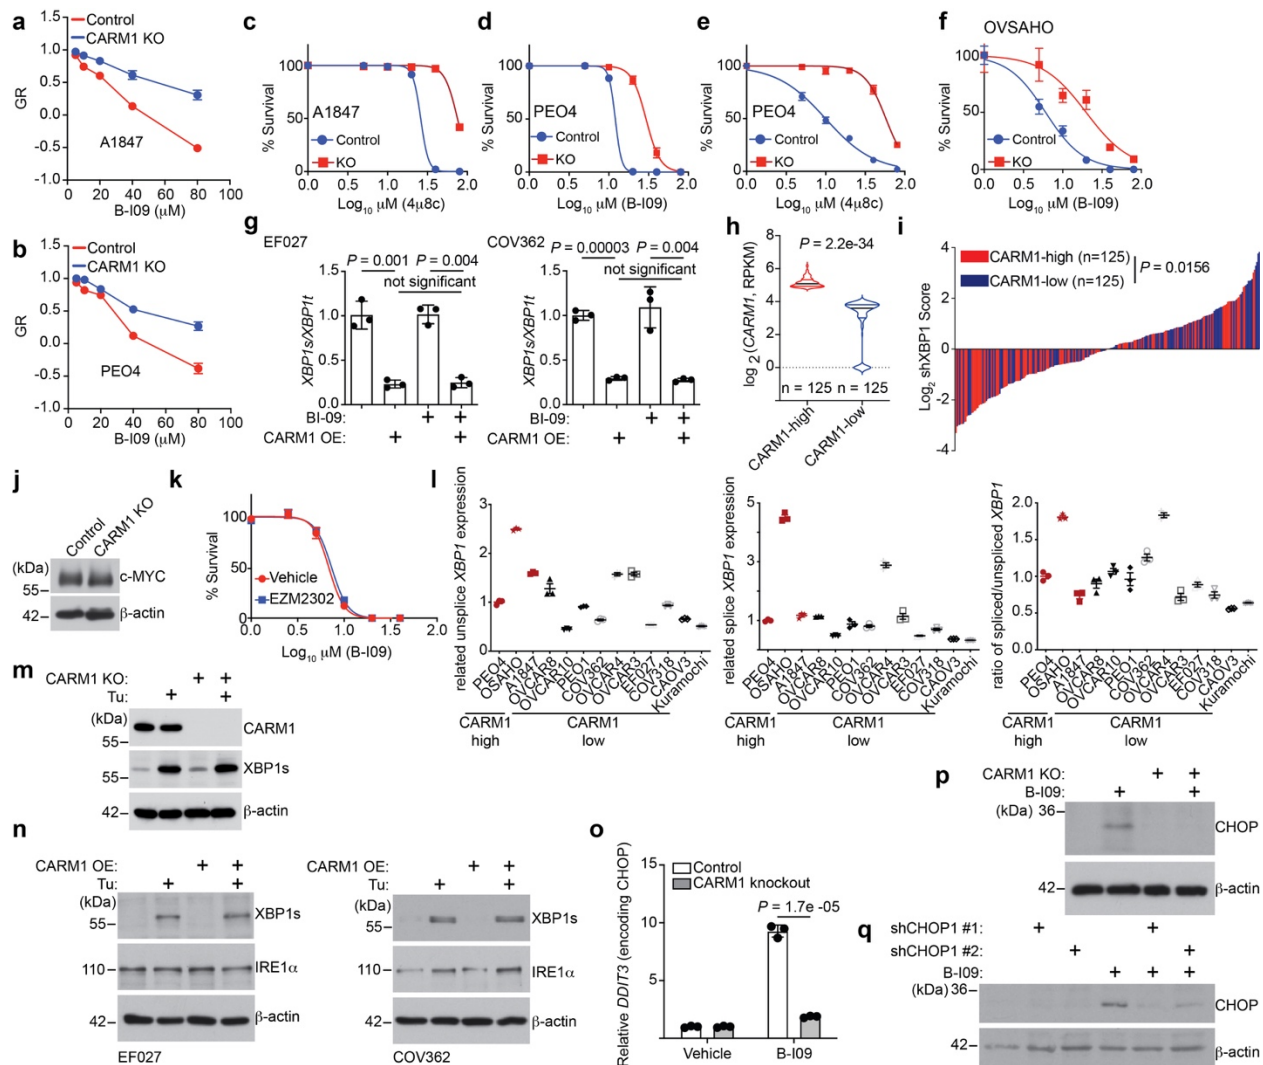 a
Control
CARM1 KO
1.5
1.0
0.5
0.0
-0.5
-1.0
GR
A1847
0 20 40 60 80 100
B-I09 (μM)
b
Control
CARM1 KO
1.5
1.0
0.5
0.0
-0.5
-1.0
GR
PEO4
0 20 40 60 80 100
B-I09 (μM)
c
100
50
0
% Survival
A1847
Control
KO
0.0 0.5 1.0 1.5 2.0
Log10 μM (4μ8c)
d
100
50
0
% Survival
PEO4
Control
KO
0.0 0.5 1.0 1.5 2.0
Log10 μM (B-I09)
e
100
50
0
% Survival
PEO4
Control
KO
0.0 0.5 1.0 1.5 2.0
Log10 μM (4μ8c)
f
OVSAHO
100
50
0
% Survival
Control
KO
0.0 0.5 1.0 1.5 2.0
Log10 μM (B-I09)
g
EF027
P = 0.001 P = 0.004
not significant
1.5
1.0
0.5
0.0
XBP1s/XBP1t
BI-09: + +
CARM1 OE: + +
COV362
P = 0.00003 P = 0.004
not significant
1.5
1.0
0.5
0.0
XBP1s/XBP1t
BI-09: + +
CARM1 OE: + +
h
P = 2.2e-34
8
6
4
2
0
log2 (CARM1, RPKM)
n = 125 n = 125
CARM1-high
CARM1-low
i
CARM1-high (n=125)
CARM1-low (n=125)
P = 0.0156
4
2
0
-2
-4
Log2 shXBP1 Score
j
Control
CARM1 KO
(kDa)
55
42
c-MYC
β-actin
k
100
50
0
% Survival
Vehicle
EZM2302
0.0 0.5 1.0 1.5 2.0
Log10 μM (B-I09)
l
related unsplice XBP1 expression
3
2
1
0
PEO4
OSAHO
A1847
OVCAR8
OVCAR10
PEO1
COV362
OVCAR4
OVCAR3
EF027
COV318
CAOV3
Kuramochi
CARM1 high
CARM1 low
related splice XBP1 expression
5
4
3
2
1
0
PEO4
OSAHO
A1847
OVCAR8
OVCAR10
PEO1
COV362
OVCAR4
OVCAR3
EF027
COV318
CAOV3
Kuramochi
CARM1 high
CARM1 low
ratio of spliced/unspliced XBP1
2.0
1.5
1.0
0.5
0.0
PEO4
OSAHO
A1847
OVCAR8
OVCAR10
PEO1
COV362
OVCAR4
OVCAR3
EF027
COV318
CAOV3
Kuramochi
CARM1 high
CARM1 low
m
CARM1 KO: + +
Tu: + +
(kDa)
55
55
42
CARM1
XBP1s
β-actin
n
CARM1 OE: + +
Tu: + +
(kDa)
55
110
42
XBP1s
IRE1α
β-actin
EF027
CARM1 OE: + +
Tu: + +
(kDa)
55
110
42
XBP1s
IRE1α
β-actin
COV362
o
Relative DDIT3 (encoding CHOP)
15
10
5
Control
CARM1 knockout
P = 1.7e -05
Vehicle B-I09
p
CARM1 KO: + +
B-I09: + +
(kDa) 36
CHOP
42
β-actin
q
shCHOP1 #1: + +
shCHOP1 #2: + +
B-I09: + + +
(kDa) 36
CHOP
42
β-actin